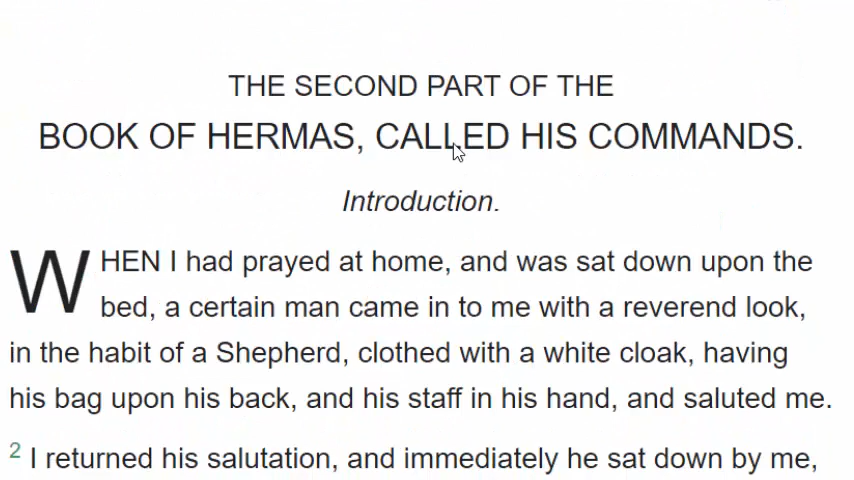 THE SECOND PART OF THE
BOOK OF HERMAS, CALLED HIS COMMANDS.
Introduction.
WHEN I had prayed at home, and was sat down upon the
bed, a certain man came in to me with a reverend look,
in the habit of a Shepherd, clothed with a white cloak, having
his bag upon his back, and his staff in his hand, and saluted me.
2 I returned his salutation, and immediately he sat down by me,